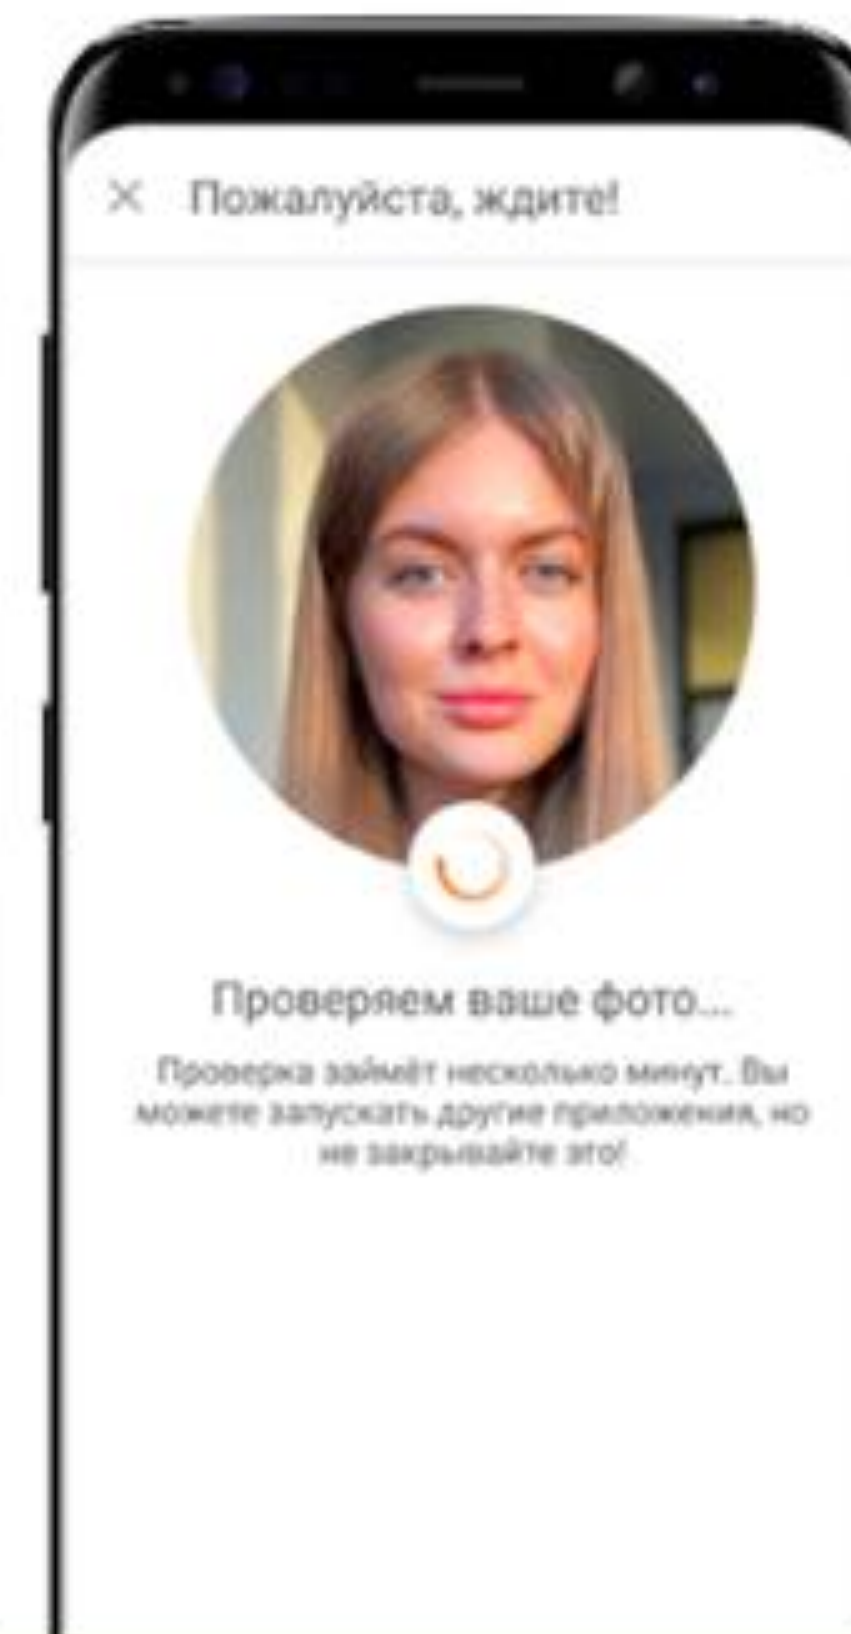 Пожалуйста, ждите!
Проверяем ваше фото...
Проверка займёт несколько минут. Вы
можете запускать другие приложения, но
не закрывайте это!